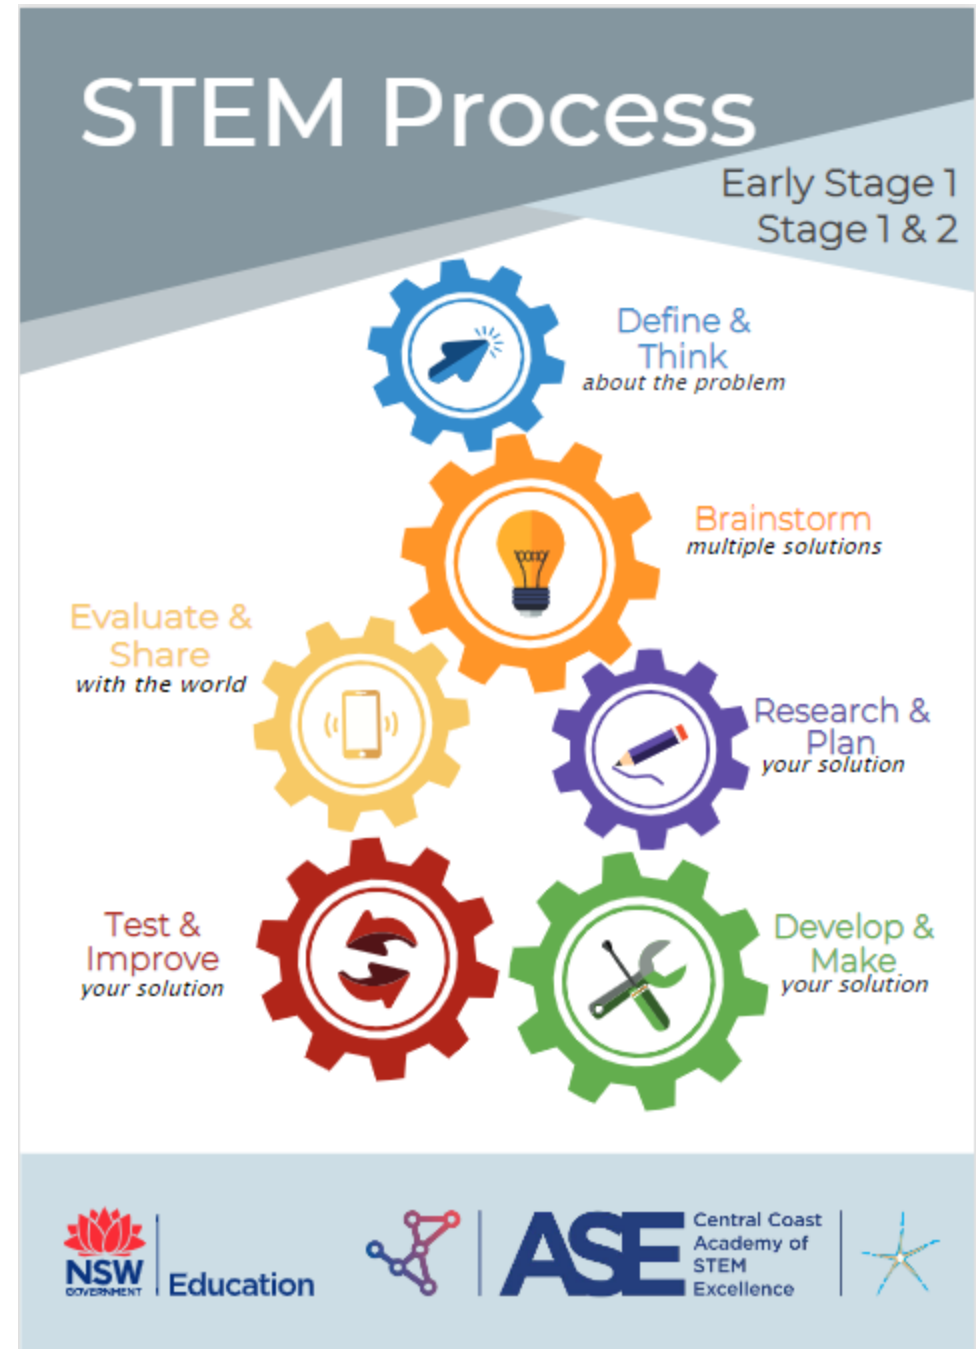 STEM Process
Early Stage 1
Stage 1 & 2
Define &
Think
about the problem
Brainstorm
multiple solutions
Research &
Plan
your solution
Develop &
Make
your solution
Test &
Improve
your solution
Evaluate &
Share
with the world
NSW
GOVERNMENT
Education
ASE
Central Coast
Academy of
STEM
Excellence